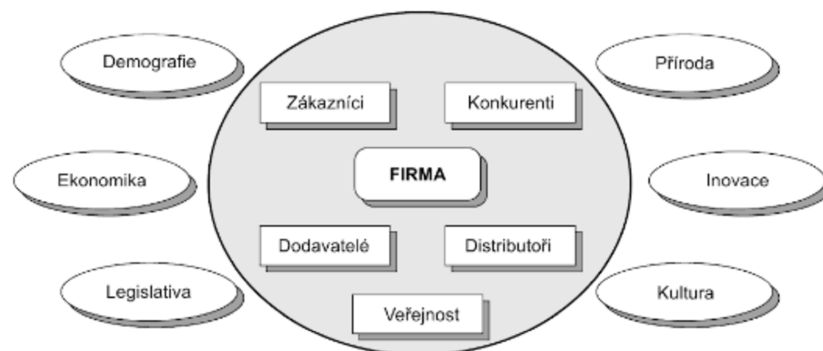 Demografie
Příroda
Zákazníci
Konkurenti
Ekonomika
FIRMA
Inovace
Dodavatelé
Distributoři
Legislativa
Kultura
Veřejnost